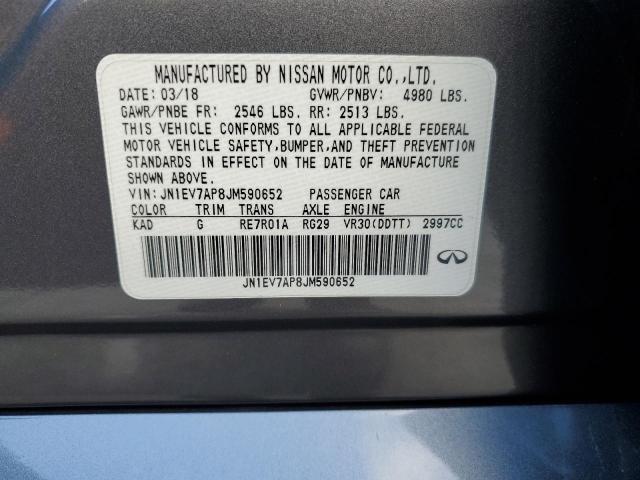 MANUFACTURED BY NISSAN MOTOR CO.,LTD.
DATE: 03/18 GVWR/PNBV: 4980 LBS.
GAWR/PNBE FR: 2546 LBS. RR: 2513 LBS.
THIS VEHICLE CONFORMS TO ALL APPLICABLE FEDERAL
MOTOR VEHICLE SAFETY,BUMPER,AND THEFT PREVENTION
STANDARDS IN EFFECT ON THE DATE OF MANUFACTURE
SHOWN ABOVE.
VIN: JN1EV7AP8JM590652 PASSENGER CAR
COLOR TRIM TRANS AXLE ENGINE
KAD G RE7R01A RG29 VR30(DDTT) 2997CC
JN1EV7AP8JM590652